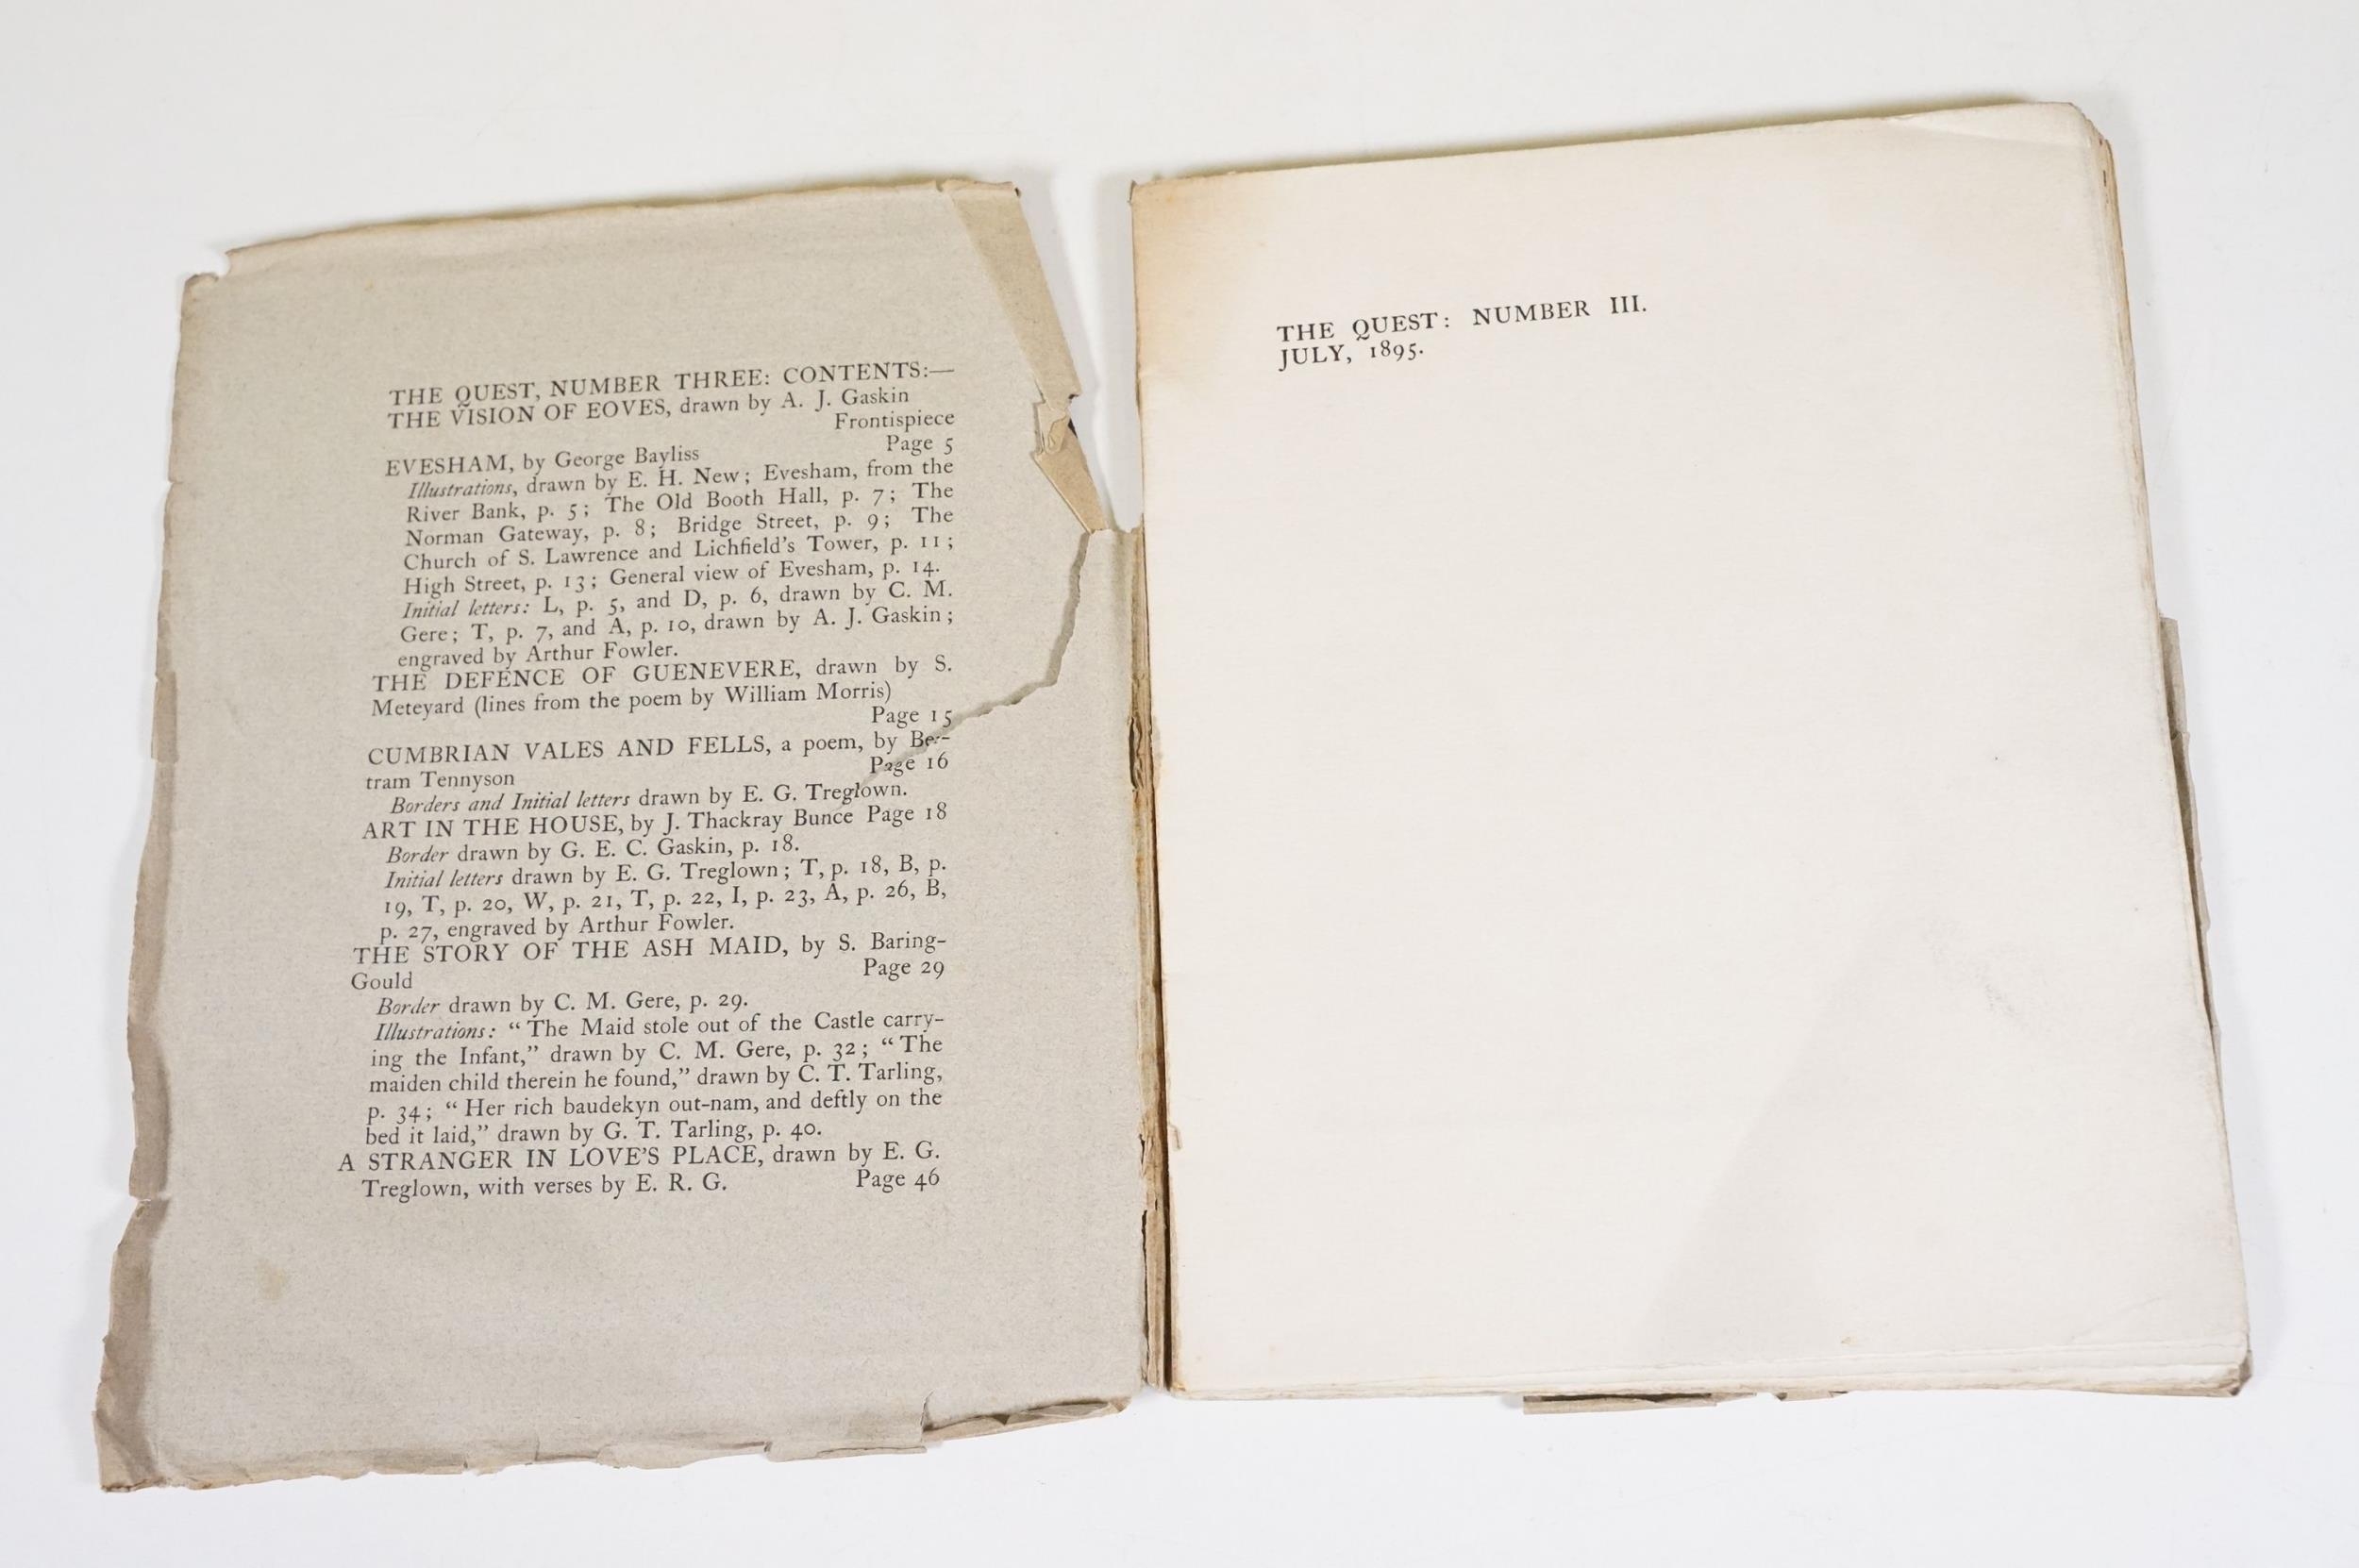 THE QUEST, NUMBER THREE: CONTENTS:—
THE VISION OF EOVES, drawn by A. J. Gaskin
Frontispiece
EVESHAM, by George Bayliss Page 5
Illustrations, drawn by E. H. New; Evesham, from the
River Bank, p. 5; The Old Booth Hall, p. 7; The
Norman Gateway, p. 8; Bridge Street, p. 9; The
Church of S. Lawrence and Lichfield's Tower, p. 11;
High Street, p. 13; General view of Evesham, p. 14.
Initial letters: L, p. 5, and D, p. 6, drawn by C. M.
Gere; T, p. 7, and A, p. 10, drawn by A. J. Gaskin;
engraved by Arthur Fowler.
THE DEFENCE OF GUENEVERE, drawn by S.
Meteyard (lines from the poem by William Morris)
Page 15
CUMBRIAN VALES AND FELLS, a poem, by Ber-
tram Tennyson Page 16
Borders and Initial letters drawn by E. G. Treglown.
ART IN THE HOUSE, by J. Thackray Bunce Page 18
Border drawn by G. E. C. Gaskin, p. 18.
Initial letters drawn by E. G. Treglown; T, p. 18, B, p.
19, T, p. 20, W, p. 21, T, p. 22, I, p. 23, A, p. 26, B,
p. 27, engraved by Arthur Fowler.
THE STORY OF THE ASH MAID, by S. Baring-
Gould Page 29
Border drawn by C. M. Gere, p. 29.
Illustrations: "The Maid stole out of the Castle carry-
ing the Infant," drawn by C. M. Gere, p. 32; "The
maiden child therein he found," drawn by C. T. Tarling,
p. 34; "Her rich baudekyn out-nam, and deftly on the
bed it laid," drawn by G. T. Tarling, p. 40.
A STRANGER IN LOVE'S PLACE, drawn by E. G.
Treglown, with verses by E. R. G. Page 46
THE QUEST: NUMBER III.
JULY, 1895.